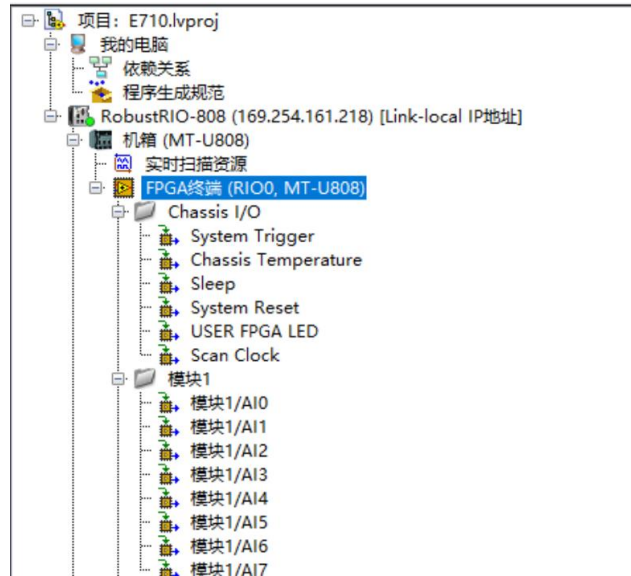 项目：E710.lvproj
我的电脑
依赖关系
程序生成规范
RobustRIO-808 (169.254.161.218) [Link-local IP地址]
机箱 (MT-U808)
实时扫描资源
FPGA终端 (RIO0, MT-U808)
Chassis I/O
System Trigger
Chassis Temperature
Sleep
System Reset
USER FPGA LED
Scan Clock
模块1
模块1/AI0
模块1/AI1
模块1/AI2
模块1/AI3
模块1/AI4
模块1/AI5
模块1/AI6
模块1/AI7